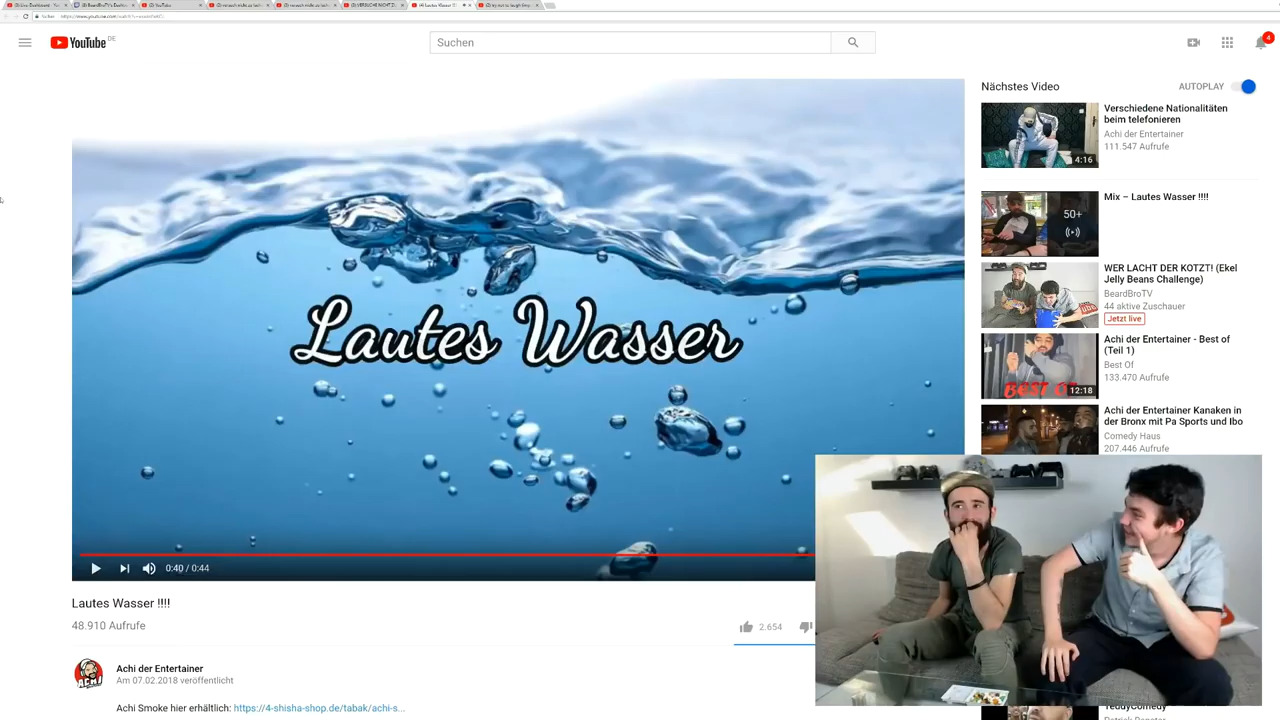 YouTube DE
Suchen
4
Lautes Wasser
0:40 / 0:44
Lautes Wasser !!!!
48.910 Aufrufe
2.654
Achi der Entertainer
Am 07.02.2018 veröffentlicht
Achi Smoke hier erhältlich: https://4-shisha-shop.de/tabak/achi-s...
Nächstes Video
AUTOPLAY
4:16
Verschiedene Nationalitäten
beim telefonieren
Achi der Entertainer
111.547 Aufrufe
50+
Mix – Lautes Wasser !!!!
WER LACHT DER KOTZT! (Ekel
Jelly Beans Challenge)
BeardBroTV
44 aktive Zuschauer
Jetzt live
BEST OF
12:18
Achi der Entertainer - Best of
(Teil 1)
Best Of
133.470 Aufrufe
Achi der Entertainer Kanaken in
der Bronx mit Pa Sports und Ibo
Comedy Haus
207.446 Aufrufe
TeddyComedy